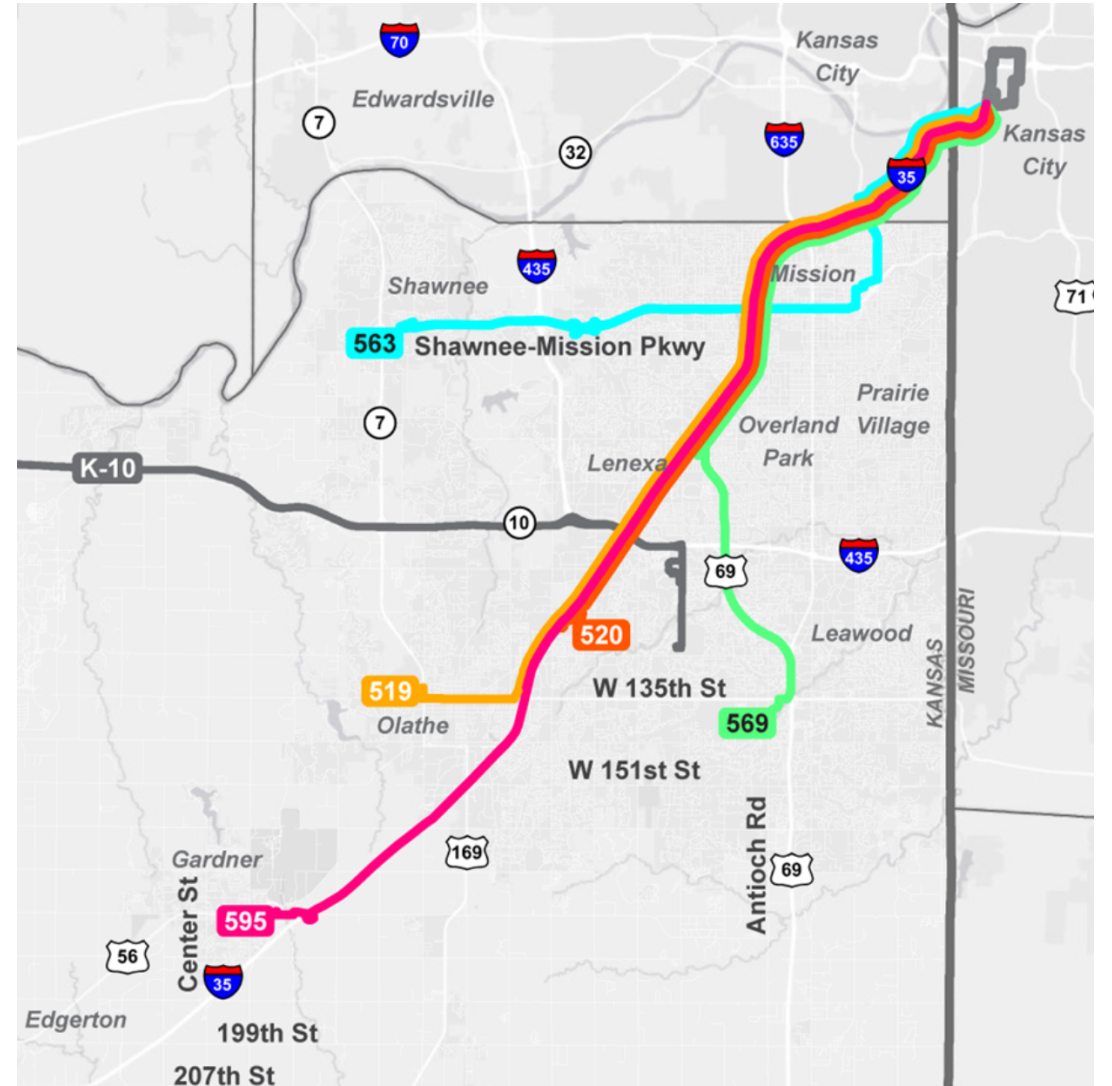 70
Kansas
City
Edwardsville
7
32
635
Kansas
City
35
Shawnee
435
Mission
71
563
Shawnee-Mission Pkwy
7
Prairie
Village
Overland
Park
Lenexa
K-10
10
435
69
520
Leawood
KANSAS
MISSOURI
519
W 135th St
Olathe
569
W 151st St
Antioch Rd
169
Gardner
69
Center St
595
56
35
Edgerton
199th St
207th St